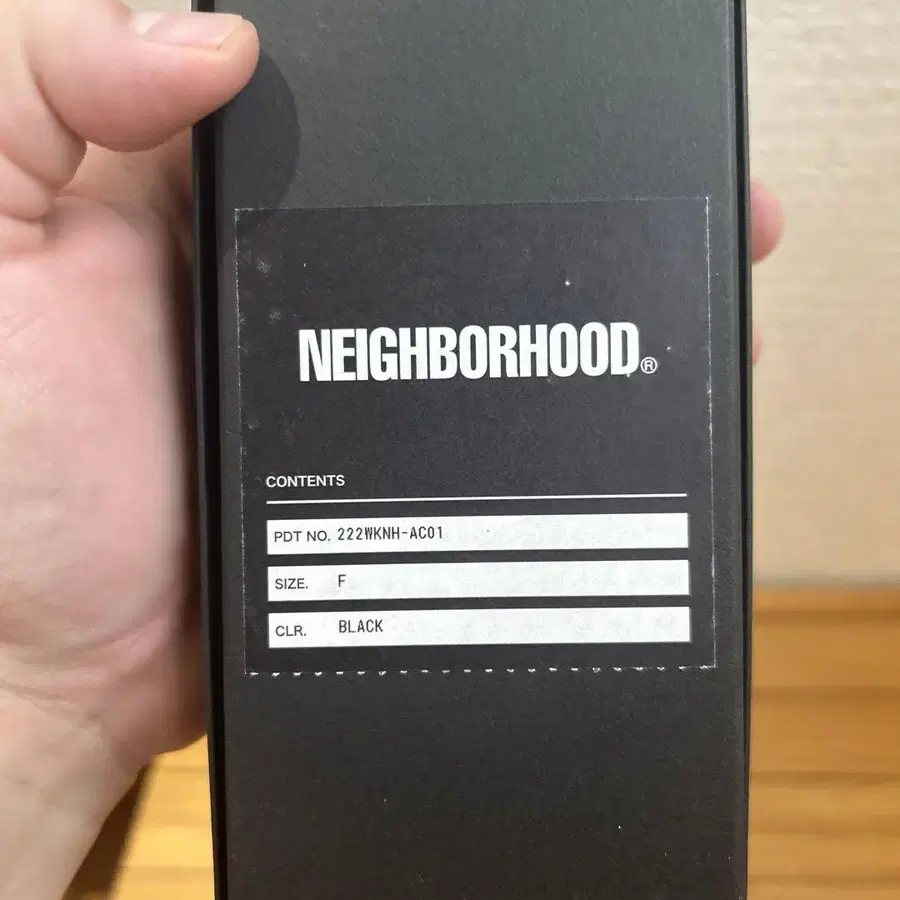 NEIGHBORHOOD®
CONTENTS
PDT NO. 222WKNH-AC01
SIZE. F
CLR. BLACK